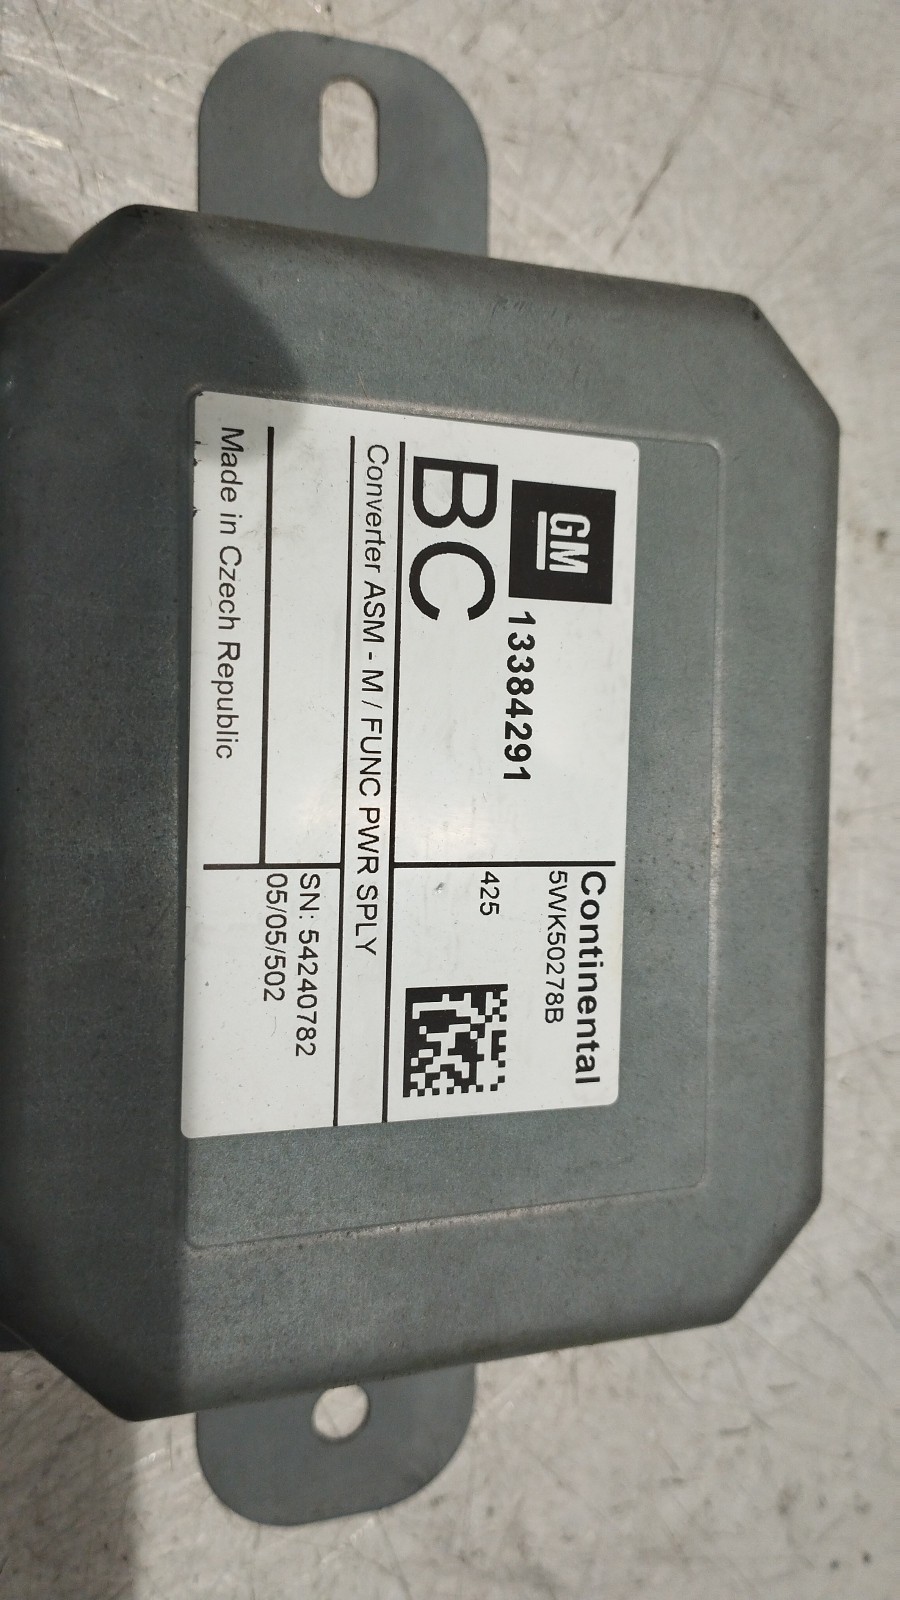 GM
13384291
BC
Continental
5WK50278B
425
Converter ASM - M / FUNC PWR SPLY
SN: 54240782
05/05/502
Made in Czech Republic